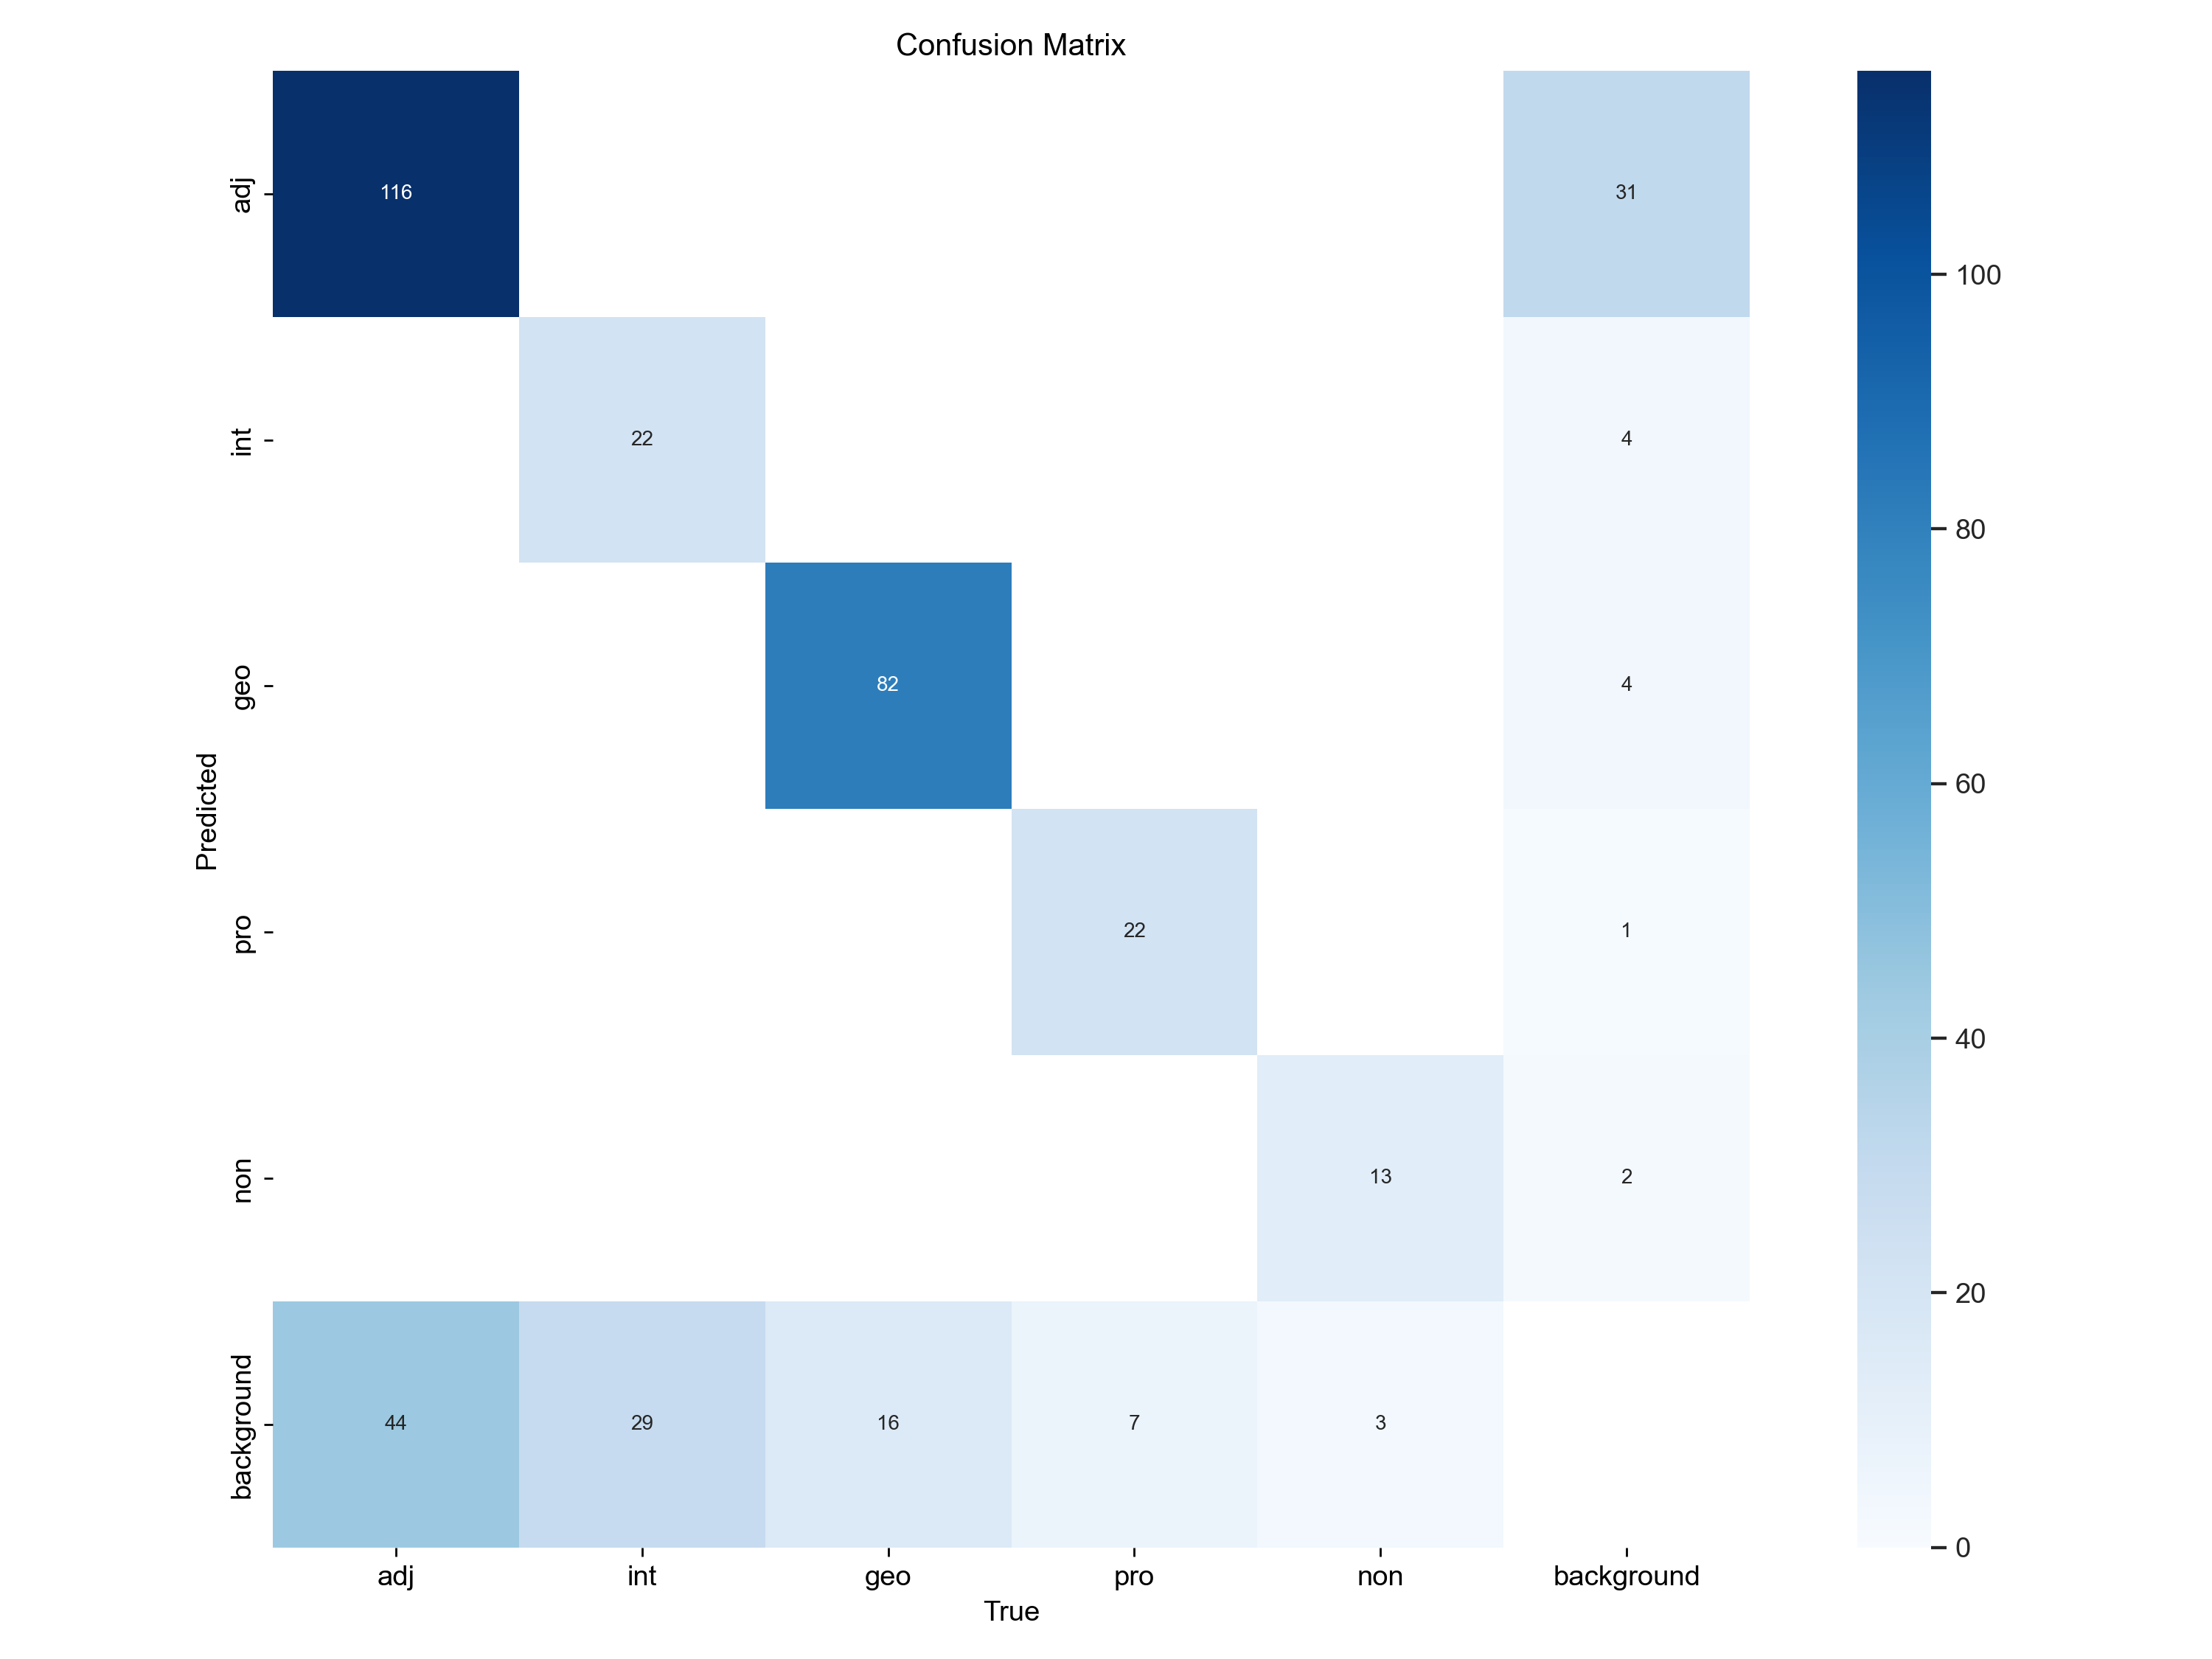 Confusion Matrix
adj
116
31
100
int
22
4
80
geo
82
4
60
Predicted
pro
22
1
40
non
13
2
20
background
44
29
16
7
3
0
adj
int
geo
pro
non
background
True